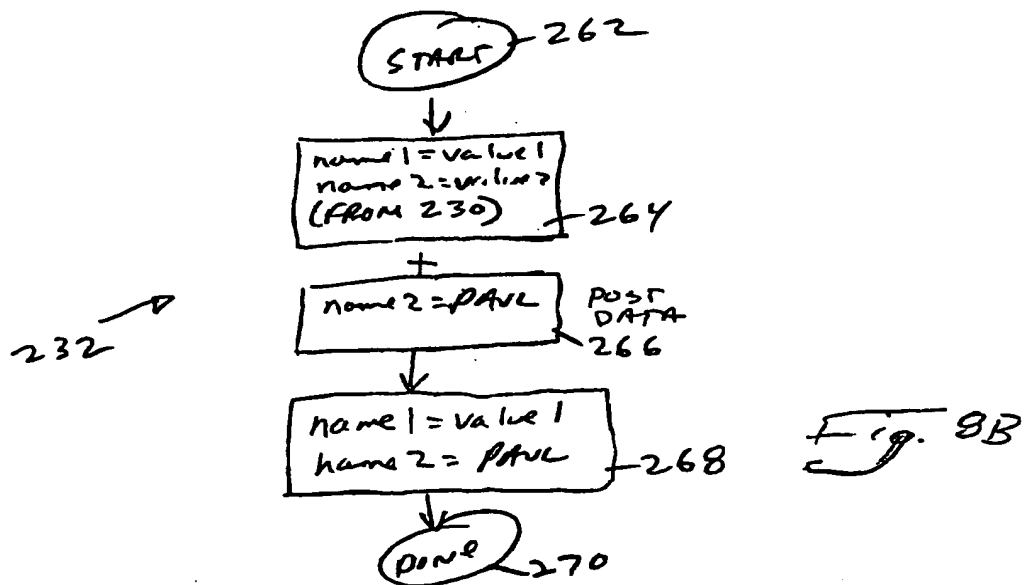 START 262
name1=value1
name2=value2
(FROM 230) 264
+
name2=PAUL POST DATA
266
232
name1=value1
name2=PAUL 268
Fig. 8B
DONE 270